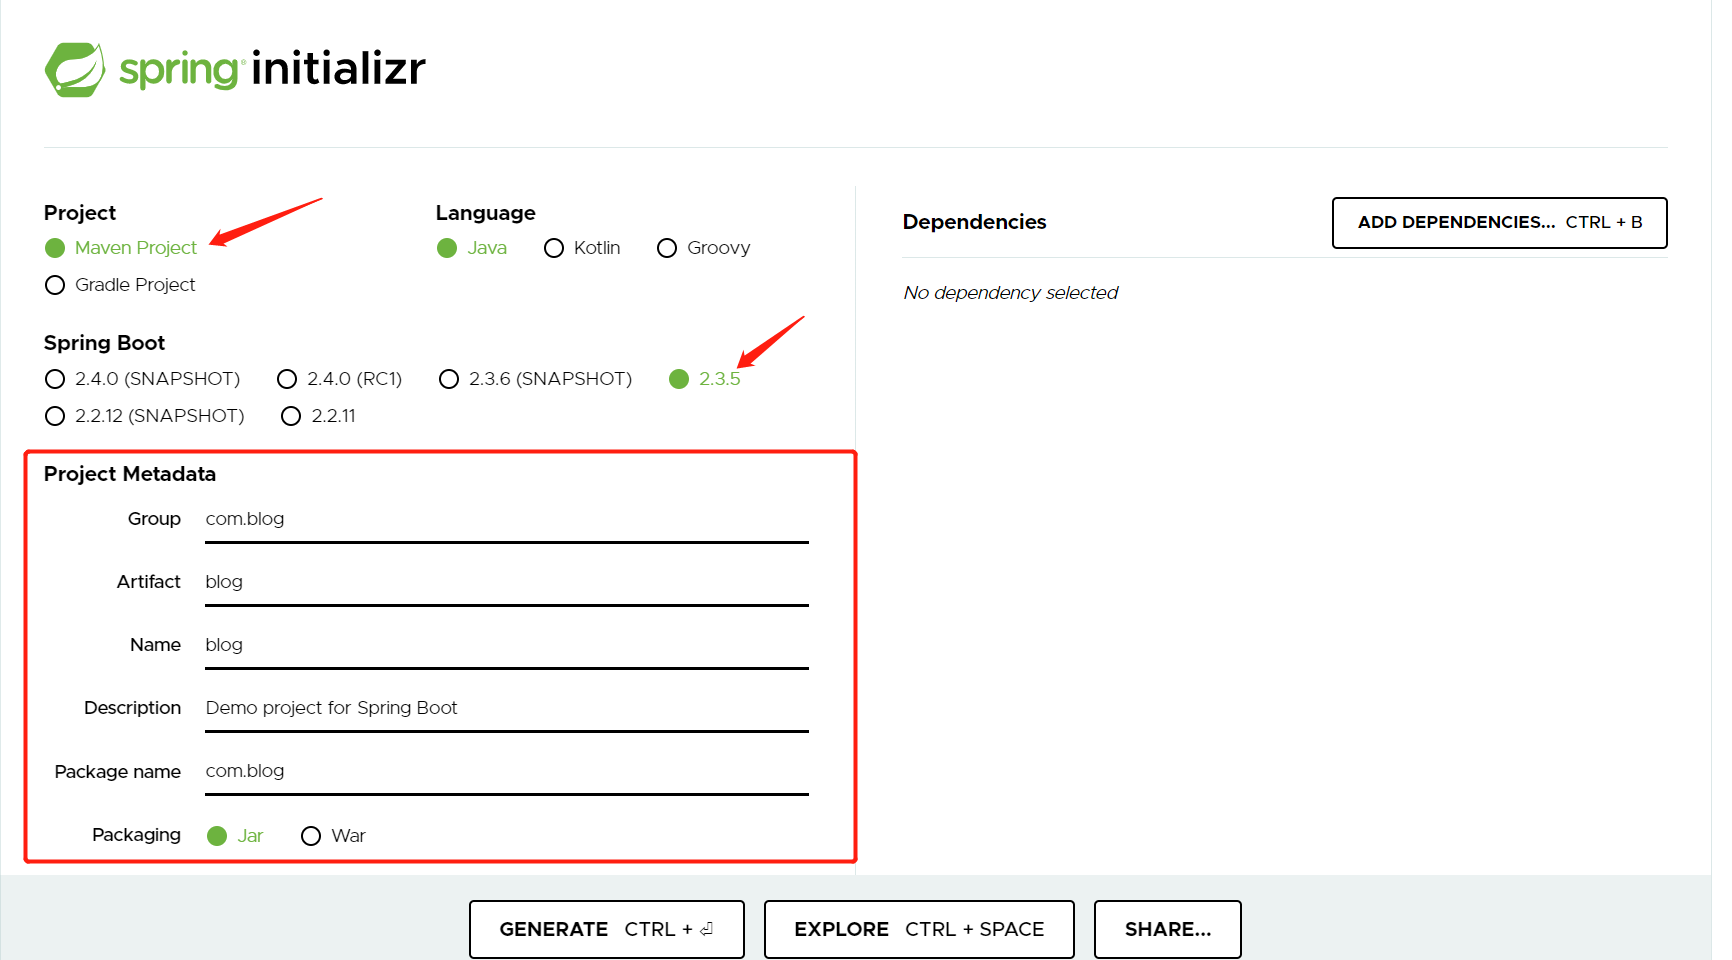 spring initializr
Project
Maven Project
Gradle Project
Language
Java Kotlin Groovy
Spring Boot
2.4.0 (SNAPSHOT) 2.4.0 (RC1) 2.3.6 (SNAPSHOT) 2.3.5
2.2.12 (SNAPSHOT) 2.2.11
Project Metadata
Group com.blog
Artifact blog
Name blog
Description Demo project for Spring Boot
Package name com.blog
Packaging Jar War
Dependencies
ADD DEPENDENCIES... CTRL + B
No dependency selected
GENERATE CTRL + ⏎
EXPLORE CTRL + SPACE
SHARE...